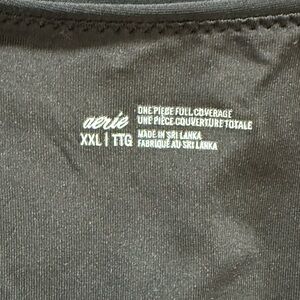 aerie
XXL | TTG
ONE PIECE FULL COVERAGE
UNE PIÈCE COUVERTURE TOTALE
MADE IN SRI LANKA
FABRIQUÉ AU SRI LANKA